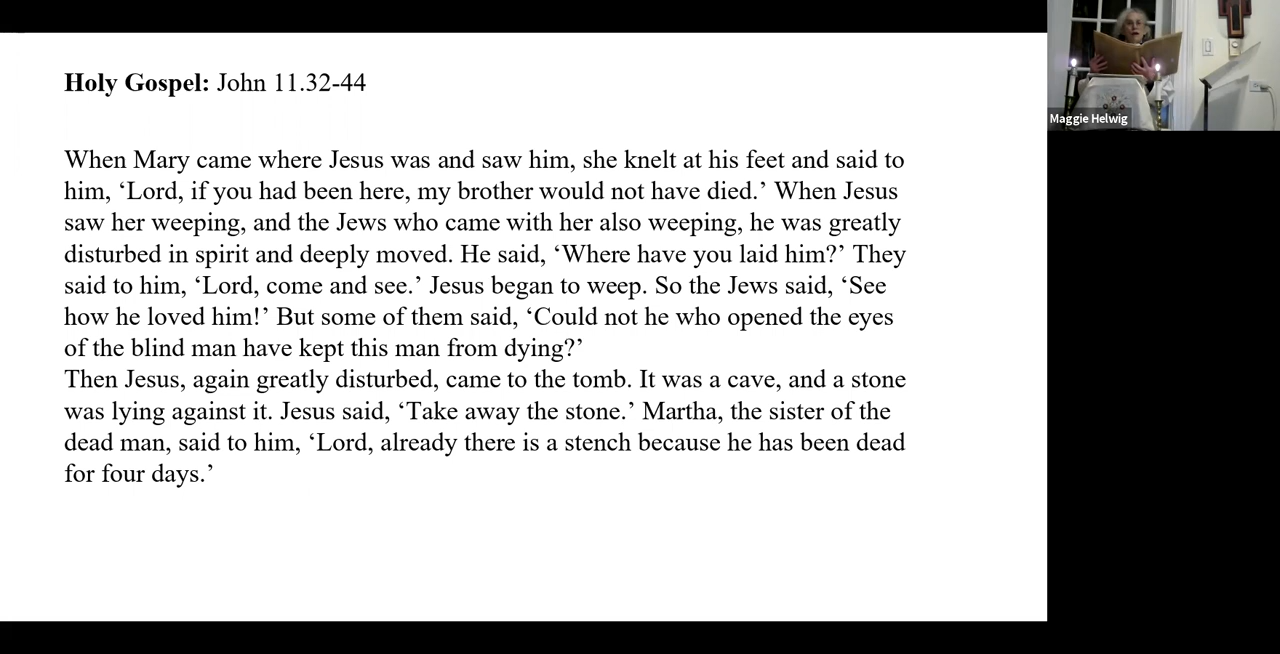 Holy Gospel: John 11.32-44
When Mary came where Jesus was and saw him, she knelt at his feet and said to
him, ‘Lord, if you had been here, my brother would not have died.’ When Jesus
saw her weeping, and the Jews who came with her also weeping, he was greatly
disturbed in spirit and deeply moved. He said, ‘Where have you laid him?’ They
said to him, ‘Lord, come and see.’ Jesus began to weep. So the Jews said, ‘See
how he loved him!’ But some of them said, ‘Could not he who opened the eyes
of the blind man have kept this man from dying?’
Then Jesus, again greatly disturbed, came to the tomb. It was a cave, and a stone
was lying against it. Jesus said, ‘Take away the stone.’ Martha, the sister of the
dead man, said to him, ‘Lord, already there is a stench because he has been dead
for four days.’
Maggie Helwig